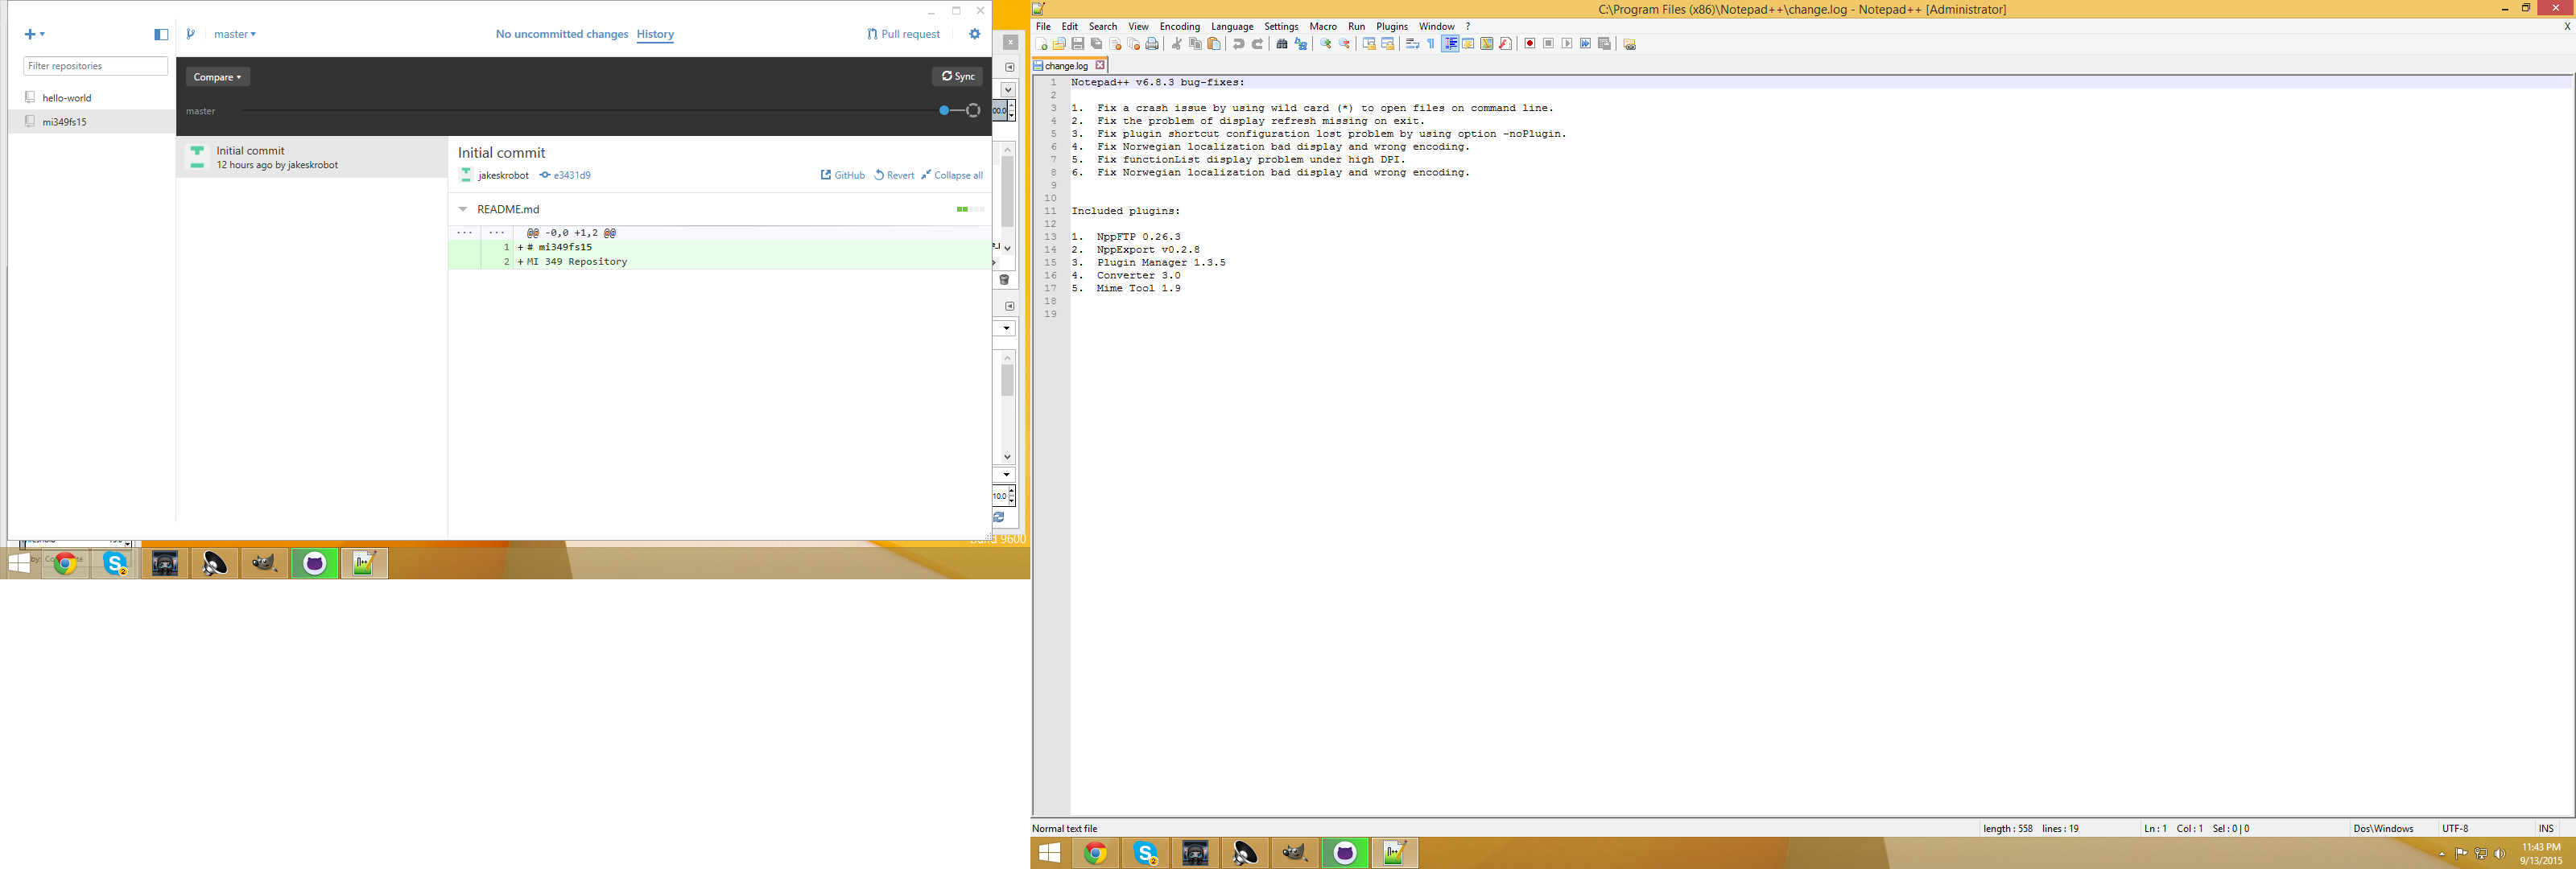 master
No uncommitted changes History
Pull request
Filter repositories
hello-world
mi349fs15
Compare
Sync
master
Initial commit
12 hours ago by jakeskrobot
Initial commit
jakeskrobot e3431d9
GitHub Revert Collapse all
README.md
... ... @@ -0,0 +1,2 @@
1 + # mi349fs15
2 + MI 349 Repository
00.0
10.0
Build 9600
C:\Program Files (x86)\Notepad++\change.log - Notepad++ [Administrator]
File Edit Search View Encoding Language Settings Macro Run Plugins Window ? X
change.log
1 Notepad++ v6.8.3 bug-fixes:
2
3 1. Fix a crash issue by using wild card (*) to open files on command line.
4 2. Fix the problem of display refresh missing on exit.
5 3. Fix plugin shortcut configuration lost problem by using option -noPlugin.
6 4. Fix Norwegian localization bad display and wrong encoding.
7 5. Fix functionList display problem under high DPI.
8 6. Fix Norwegian localization bad display and wrong encoding.
9
10
11 Included plugins:
12
13 1. NppFTP 0.26.3
14 2. NppExport v0.2.8
15 3. Plugin Manager 1.3.5
16 4. Converter 3.0
17 5. Mime Tool 1.9
18
19
Normal text file length : 558 lines : 19 Ln : 1 Col : 1 Sel : 0 | 0 Dos\Windows UTF-8 INS
11:43 PM
9/13/2015